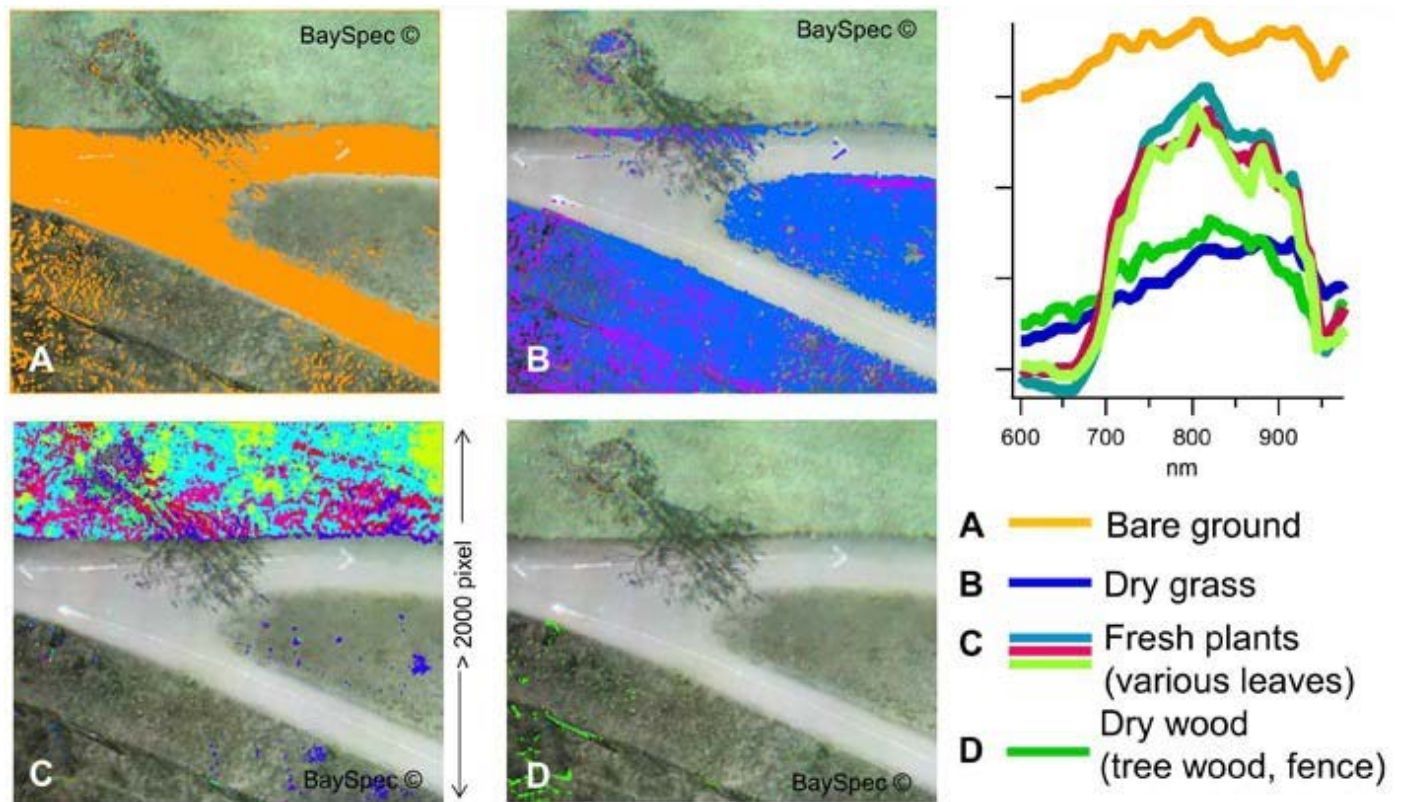 BaySpec ©
A
BaySpec ©
B
> 2000 pixel
C
BaySpec ©
D
BaySpec ©
600 700 800 900
nm
A Bare ground
B Dry grass
C Fresh plants
(various leaves)
D Dry wood
(tree wood, fence)